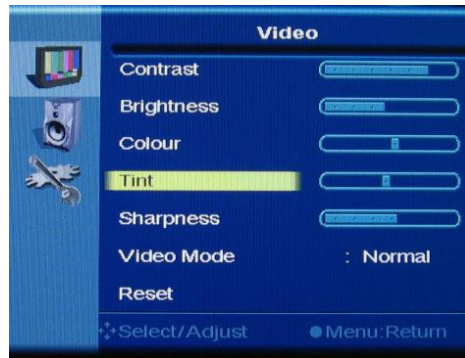 Video
Contrast
Brightness
Colour
Tint
Sharpness
Video Mode : Normal
Reset
Select/Adjust Menu:Return